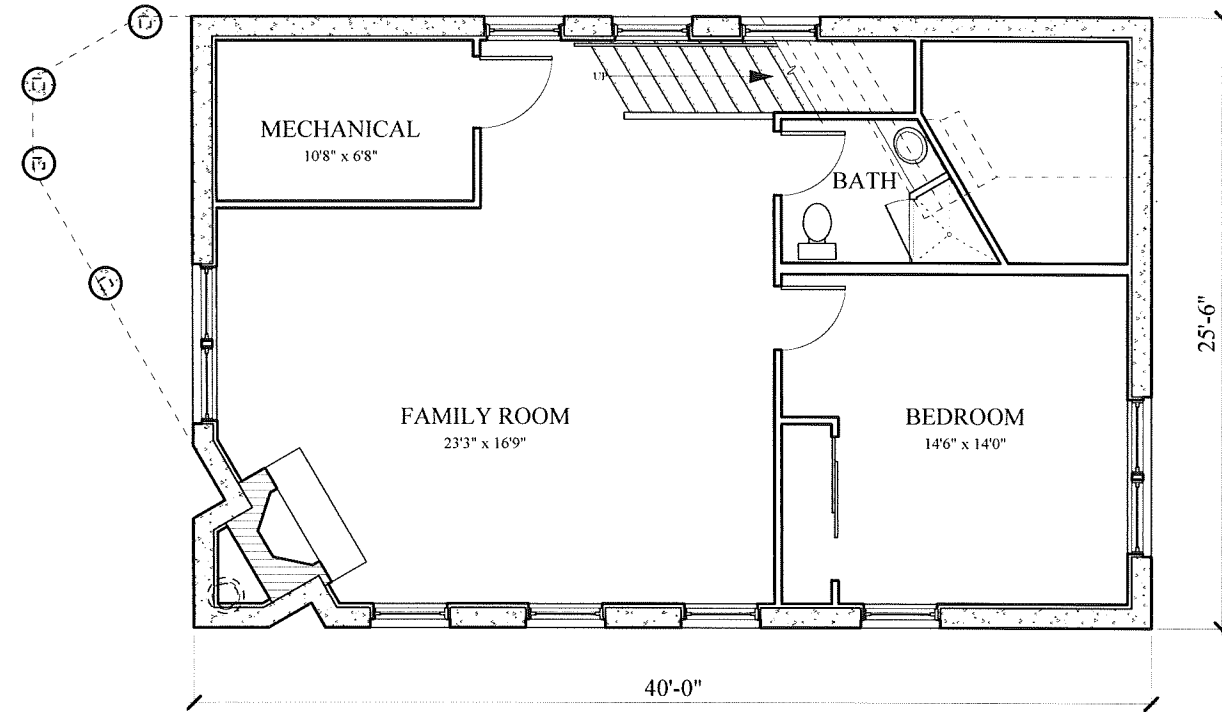 UP
MECHANICAL
10'8" x 6'8"
BATH
25'-6"
FAMILY ROOM
23'3" x 16'9"
BEDROOM
14'6" x 14'0"
40'-0"